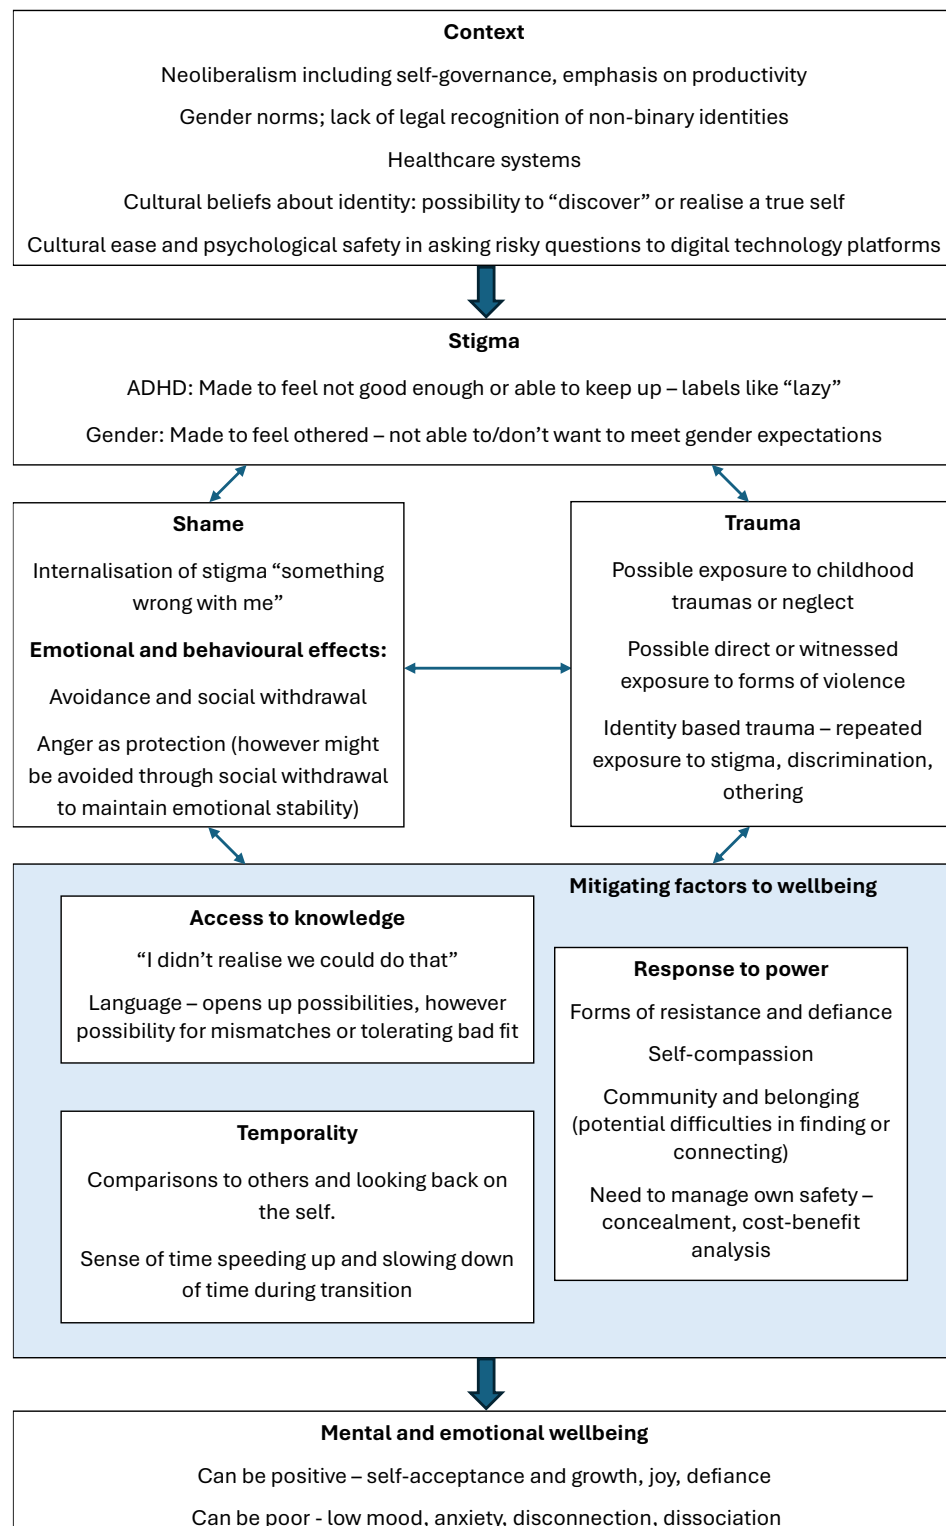 Context
Neoliberalism including self-governance, emphasis on productivity
Gender norms; lack of legal recognition of non-binary identities
Healthcare systems
Cultural beliefs about identity: possibility to “discover” or realise a true self
Cultural ease and psychological safety in asking risky questions to digital technology platforms
Stigma
ADHD: Made to feel not good enough or able to keep up – labels like “lazy”
Gender: Made to feel othered – not able to/don’t want to meet gender expectations
Shame
Internalisation of stigma “something
wrong with me”
Emotional and behavioural effects:
Avoidance and social withdrawal
Anger as protection (however might
be avoided through social withdrawal
to maintain emotional stability)
Trauma
Possible exposure to childhood
traumas or neglect
Possible direct or witnessed
exposure to forms of violence
Identity based trauma – repeated
exposure to stigma, discrimination,
othering
Mitigating factors to wellbeing
Access to knowledge
“I didn’t realise we could do that”
Language – opens up possibilities, however
possibility for mismatches or tolerating bad fit
Response to power
Forms of resistance and defiance
Self-compassion
Community and belonging
(potential difficulties in finding or
connecting)
Need to manage own safety –
concealment, cost-benefit
analysis
Temporality
Comparisons to others and looking back on
the self.
Sense of time speeding up and slowing down
of time during transition
Mental and emotional wellbeing
Can be positive – self-acceptance and growth, joy, defiance
Can be poor - low mood, anxiety, disconnection, dissociation